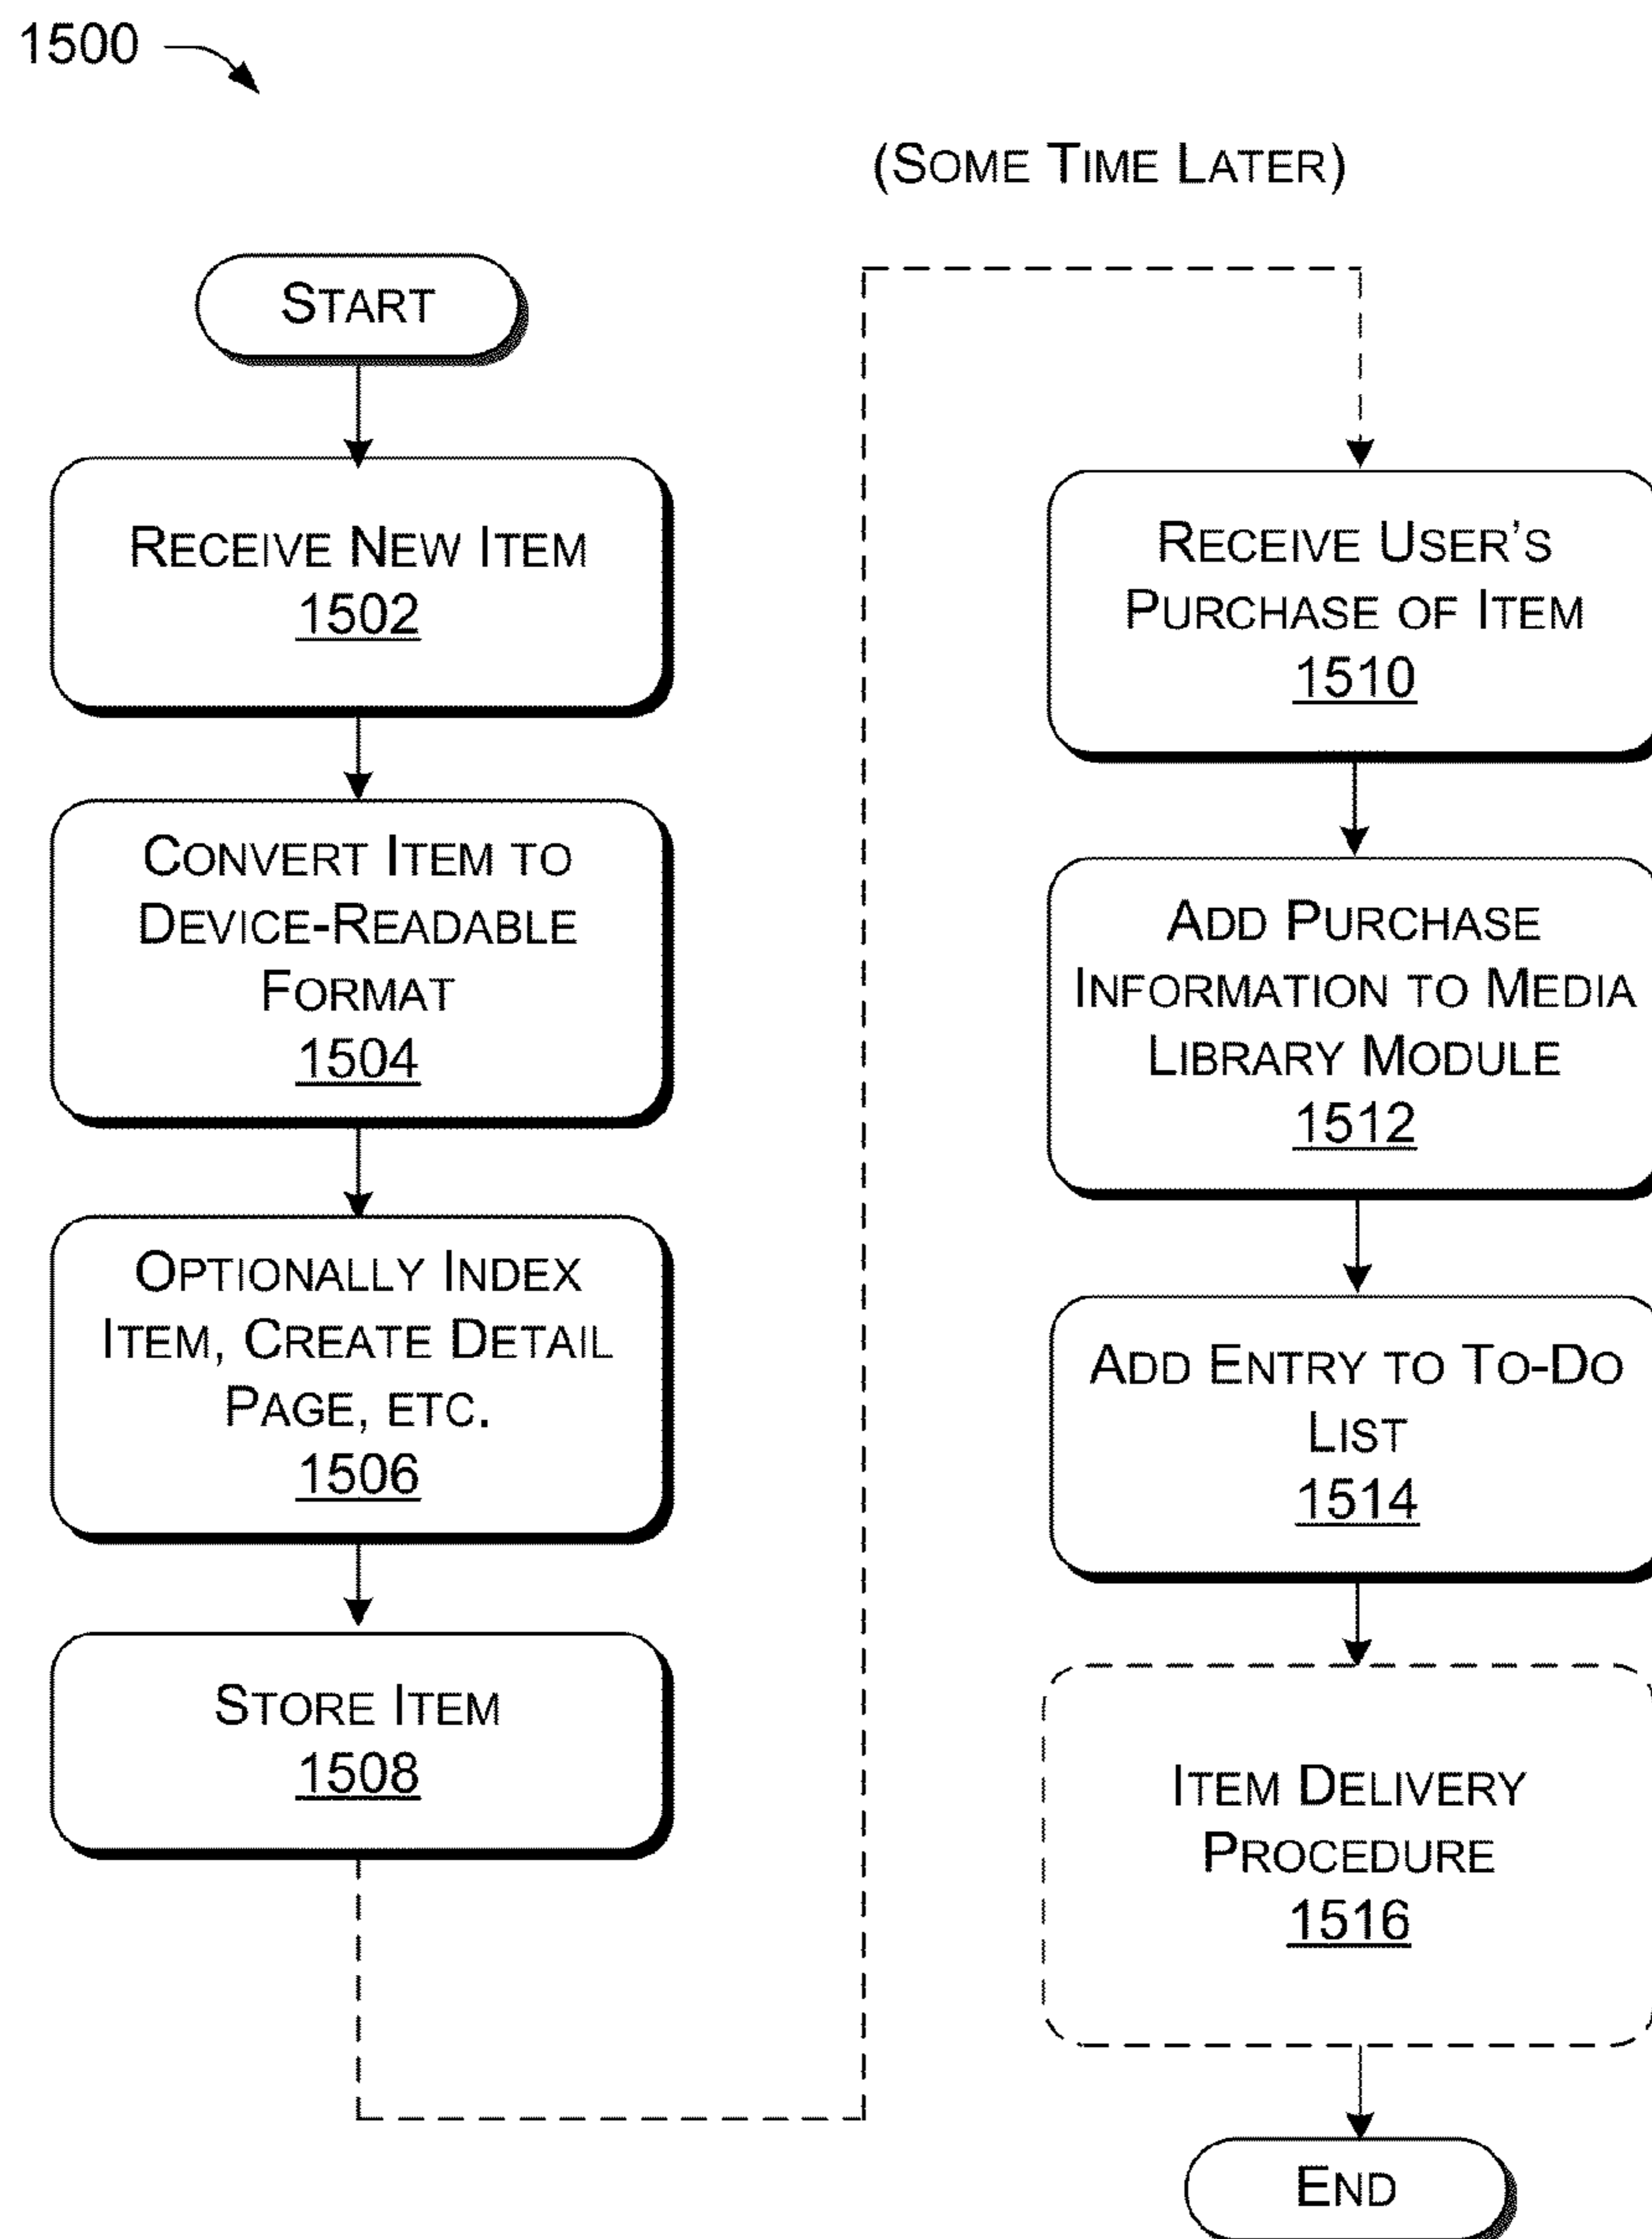 1500
(SOME TIME LATER)
START
RECEIVE NEW ITEM
1502
CONVERT ITEM TO
DEVICE-READABLE
FORMAT
1504
OPTIONALLY INDEX
ITEM, CREATE DETAIL
PAGE, ETC.
1506
STORE ITEM
1508
RECEIVE USER'S
PURCHASE OF ITEM
1510
ADD PURCHASE
INFORMATION TO MEDIA
LIBRARY MODULE
1512
ADD ENTRY TO TO-DO
LIST
1514
ITEM DELIVERY
PROCEDURE
1516
END